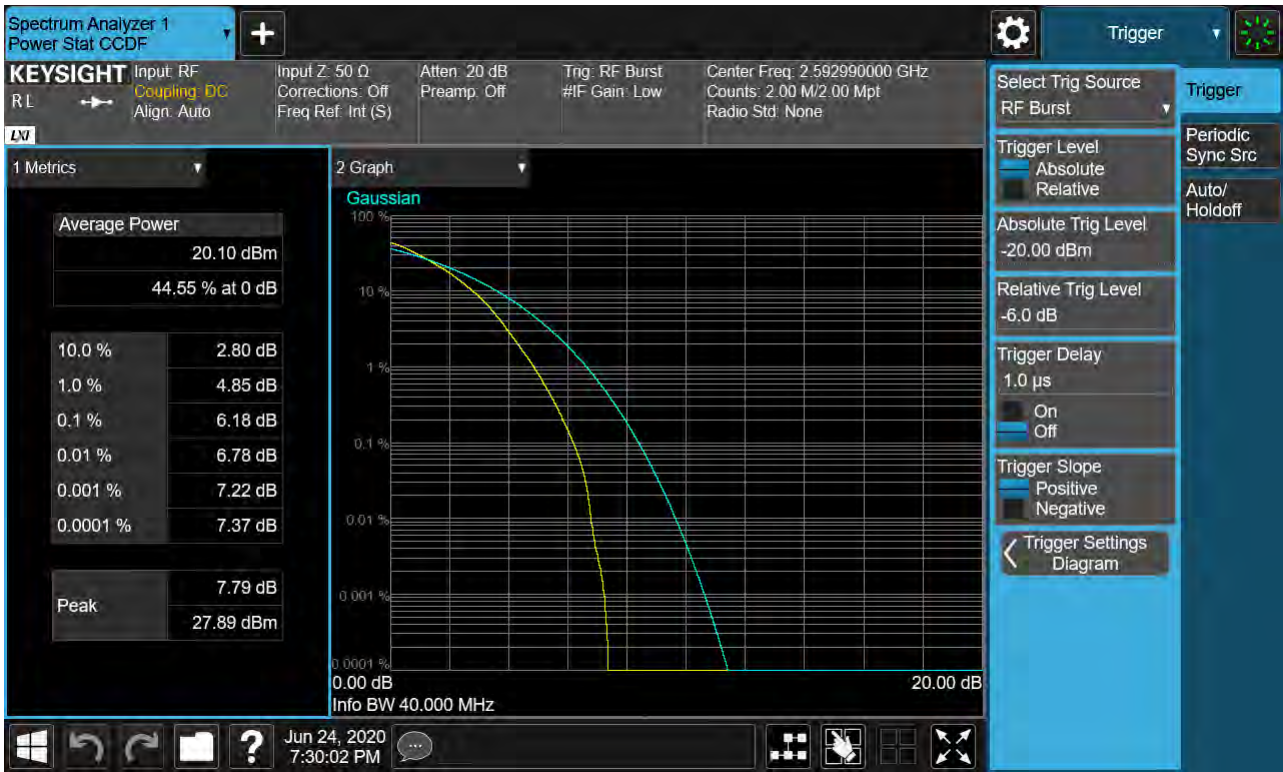 Spectrum Analyzer 1
Power Stat CCDF
Trigger
KEYSIGHT
R L
LXI
Input: RF
Coupling: DC
Align: Auto
Input Z: 50 Ω
Corrections: Off
Freq Ref: Int (S)
Atten: 20 dB
Preamp: Off
Trig: RF Burst
#IF Gain: Low
Center Freq: 2.592990000 GHz
Counts: 2.00 M/2.00 Mpt
Radio Std: None
1 Metrics
Average Power
20.10 dBm
44.55 % at 0 dB
10.0 % 2.80 dB
1.0 % 4.85 dB
0.1 % 6.18 dB
0.01 % 6.78 dB
0.001 % 7.22 dB
0.0001 % 7.37 dB
Peak
7.79 dB
27.89 dBm
2 Graph
Gaussian
100 %
10 %
1 %
0.1 %
0.01 %
0.001 %
0.0001 %
0.00 dB 20.00 dB
Info BW 40.000 MHz
Select Trig Source
RF Burst
Trigger Level
Absolute
Relative
Absolute Trig Level
-20.00 dBm
Relative Trig Level
-6.0 dB
Trigger Delay
1.0 µs
On
Off
Trigger Slope
Positive
Negative
Trigger Settings
Diagram
Trigger
Periodic
Sync Src
Auto/
Holdoff
?
Jun 24, 2020
7:30:02 PM